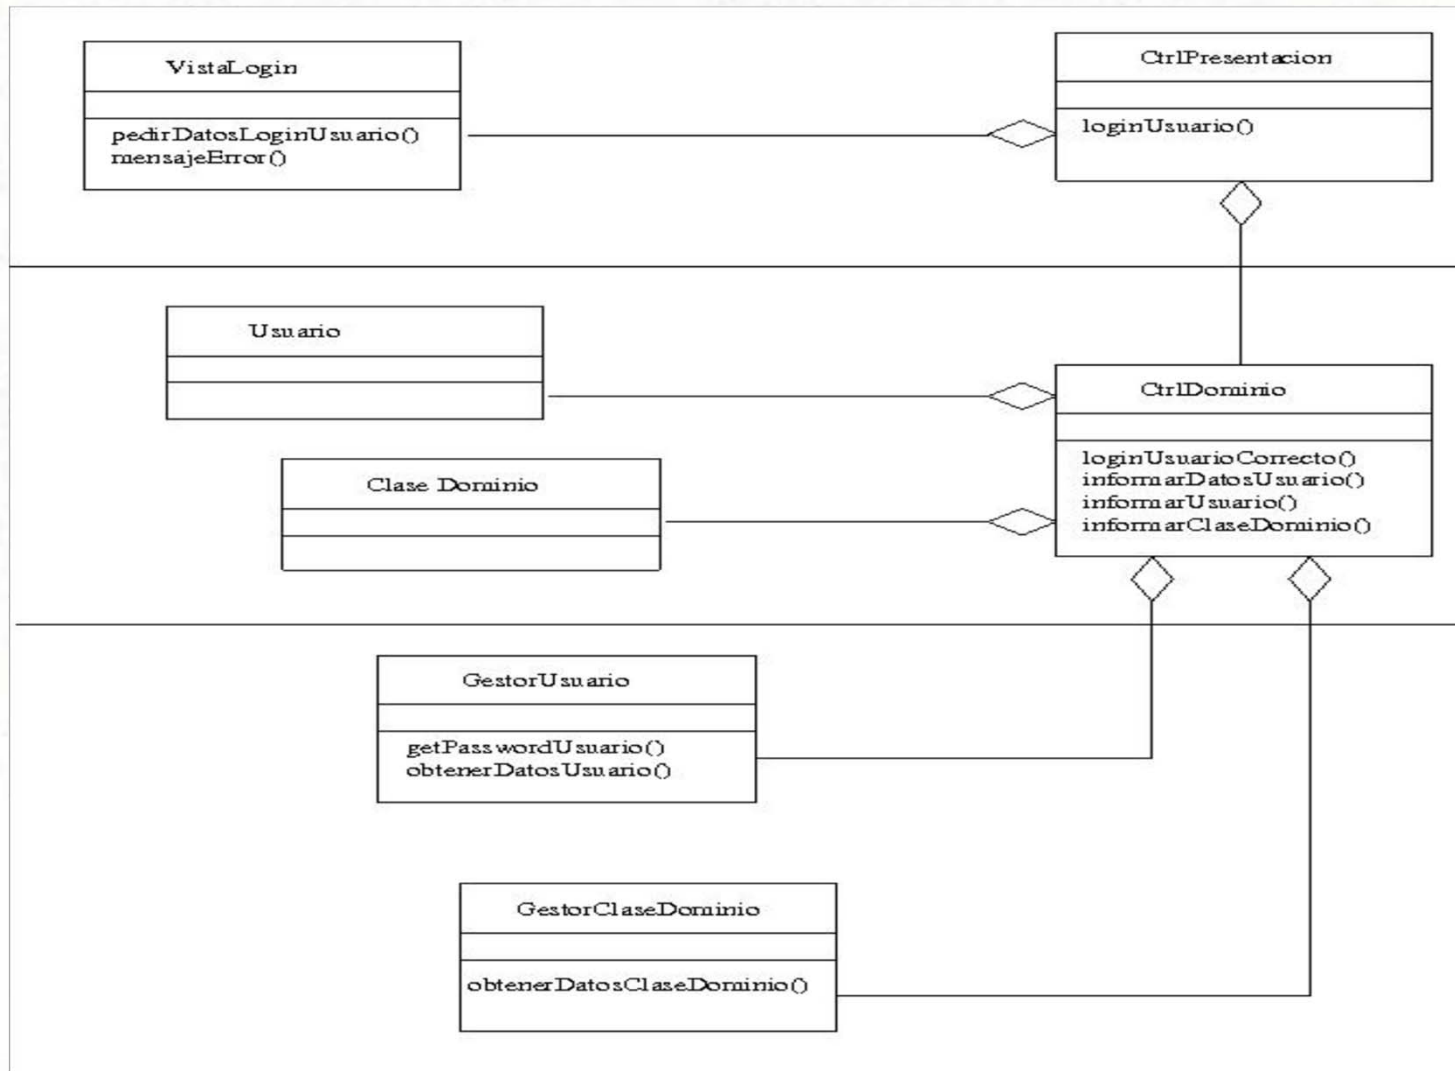 VistaLogin
pedirDatosLoginUsuario()
mensajeError()
CtrlPresentacion
loginUsuario()
Usuario
Clase Dominio
CtrlDominio
loginUsuarioCorrecto()
informarDatosUsuario()
informarUsuario()
informarClaseDominio()
GestorUsuario
getPasswordUsuario()
obtenerDatosUsuario()
GestorClaseDominio
obtenerDatosClaseDominio()